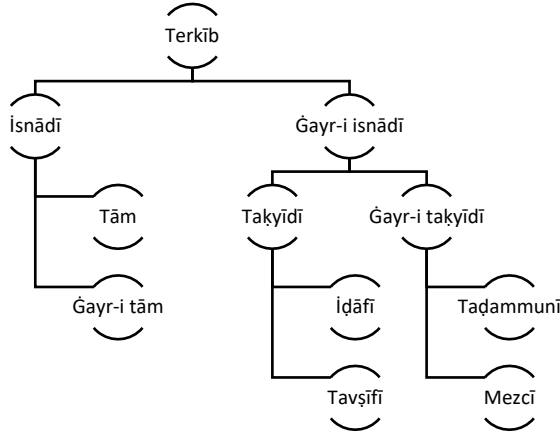 Terkīb
İsnādī
Ġayr-i isnādī
Tām
Taḳyīdī
Ġayr-i taḳyīdī
Ġayr-i tām
İḍāfī
Taḍammunī
Tavṣīfī
Mezcī